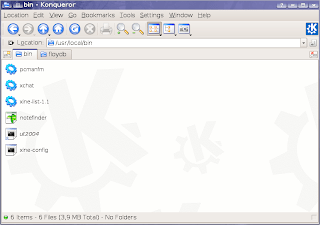 bin - Konqueror
Location Edit View Go Bookmarks Tools Settings Window Help
Location: /usr/local/bin
bin floydb
pcmanfm
xchat
xine-list-1.1
notefinder
ut2004
xine-config
6 Items - 6 Files (3,9 MB Total) - No Folders